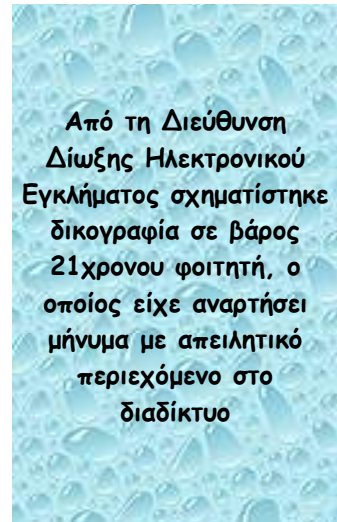 Από τη Διεύθυνση
Δίωξης Ηλεκτρονικού
Εγκλήματος σχηματίστηκε
δικογραφία σε βάρος
21χρονου φοιτητή, ο
οποίος είχε αναρτήσει
μήνυμα με απειλητικό
περιεχόμενο στο
διαδίκτυο